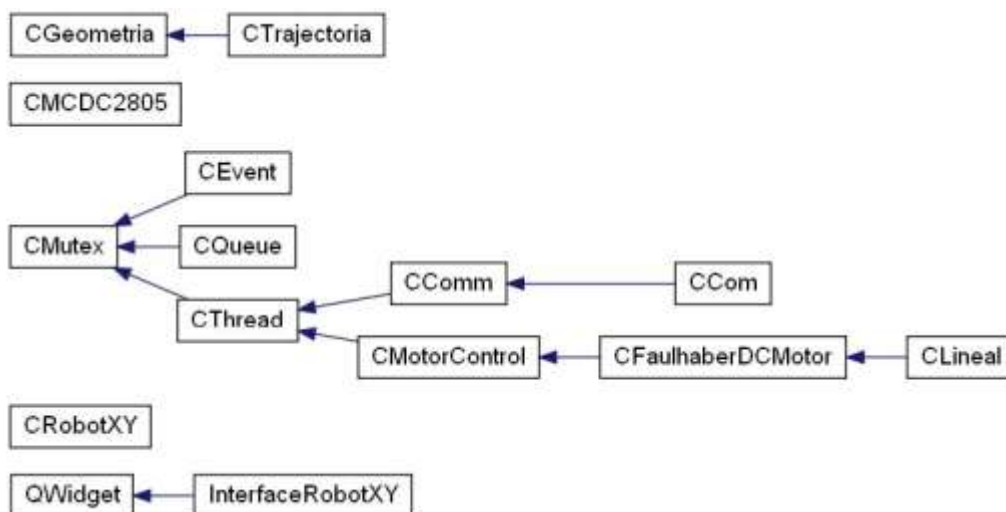 CGeometria CTrajectoria
CMCDC2805
CEvent
CMutex CQueue
CComm CCom
CThread
CMotorControl CFaulhaberDCMotor CLineal
CRobotXY
QWidget InterfaceRobotXY